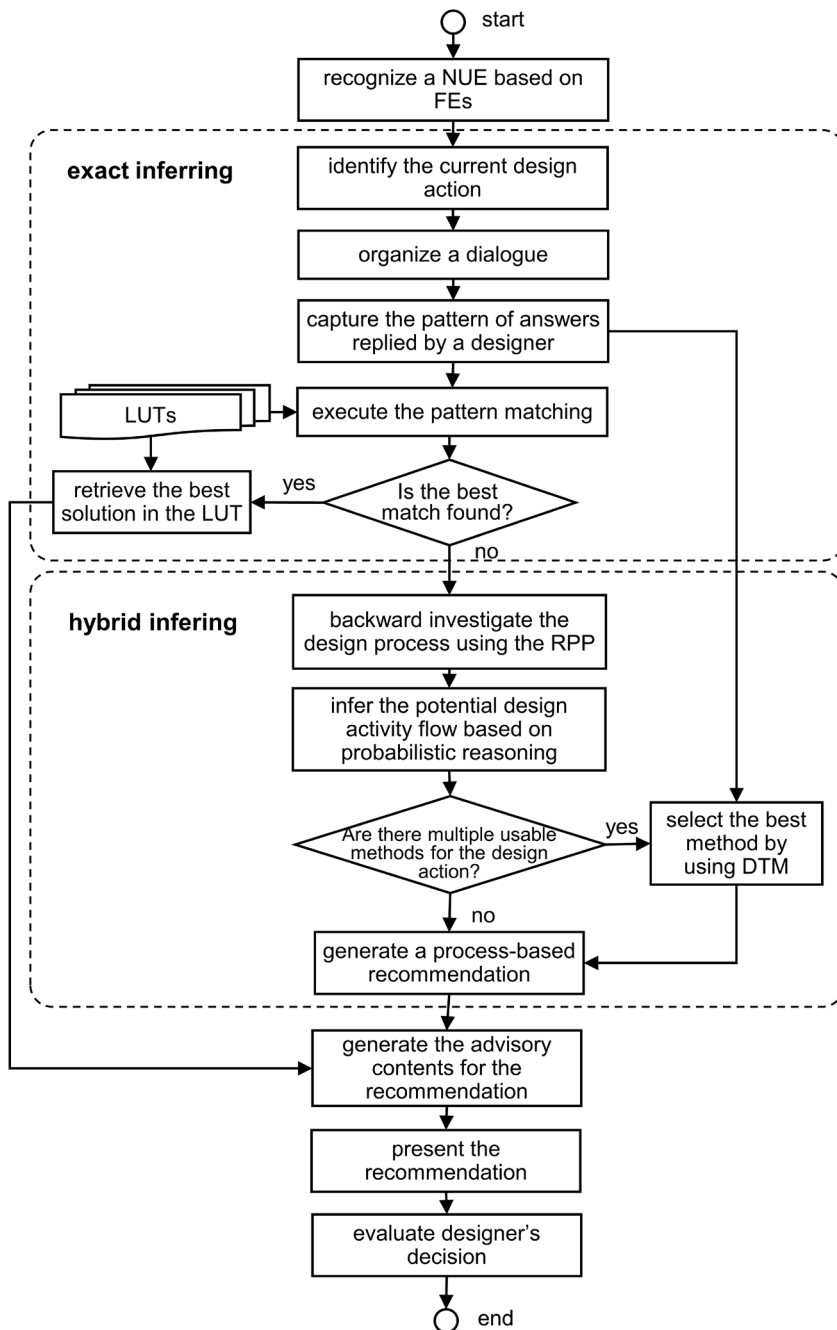 start
recognize a NUE based on
FEs
exact inferring
identify the current design
action
organize a dialogue
capture the pattern of answers
replied by a designer
LUTs
execute the pattern matching
retrieve the best
solution in the LUT
yes
Is the best
match found?
no
hybrid infering
backward investigate the
design process using the RPP
infer the potential design
activity flow based on
probabilistic reasoning
Are there multiple usable
methods for the design
action?
yes
select the best
method by
using DTM
no
generate a process-based
recommendation
generate the advisory
contents for the
recommendation
present the
recommendation
evaluate designer’s
decision
end